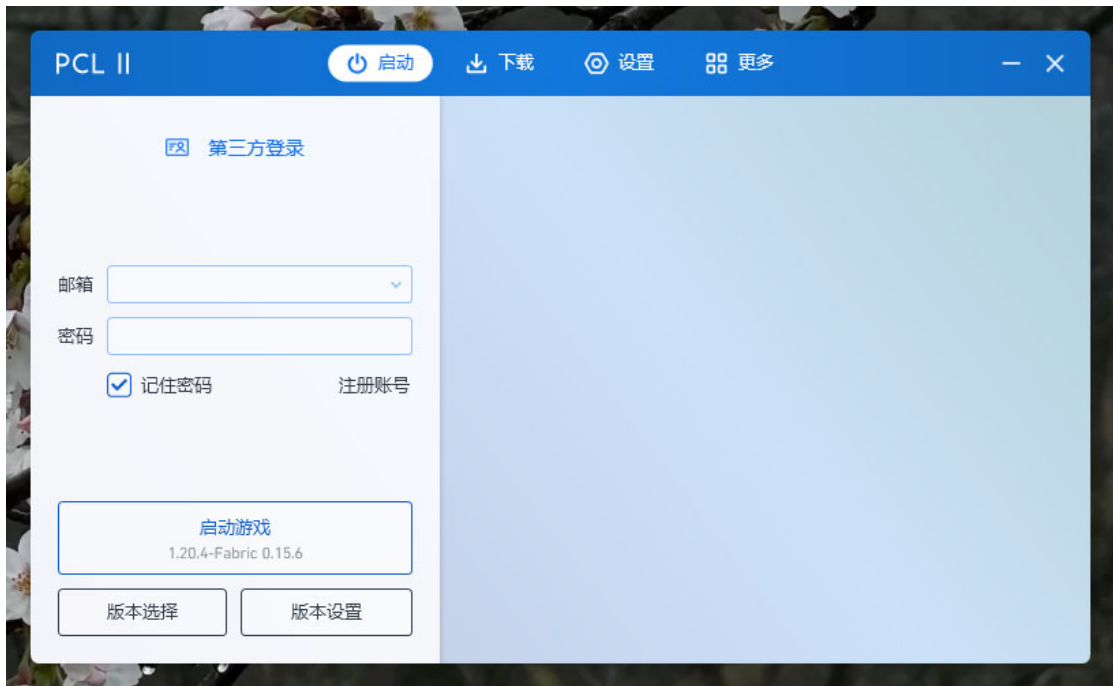 PCL II 启动 下载 设置 更多
第三方登录
邮箱
密码
记住密码 注册账号
启动游戏
1.20.4-Fabric 0.15.6
版本选择 版本设置